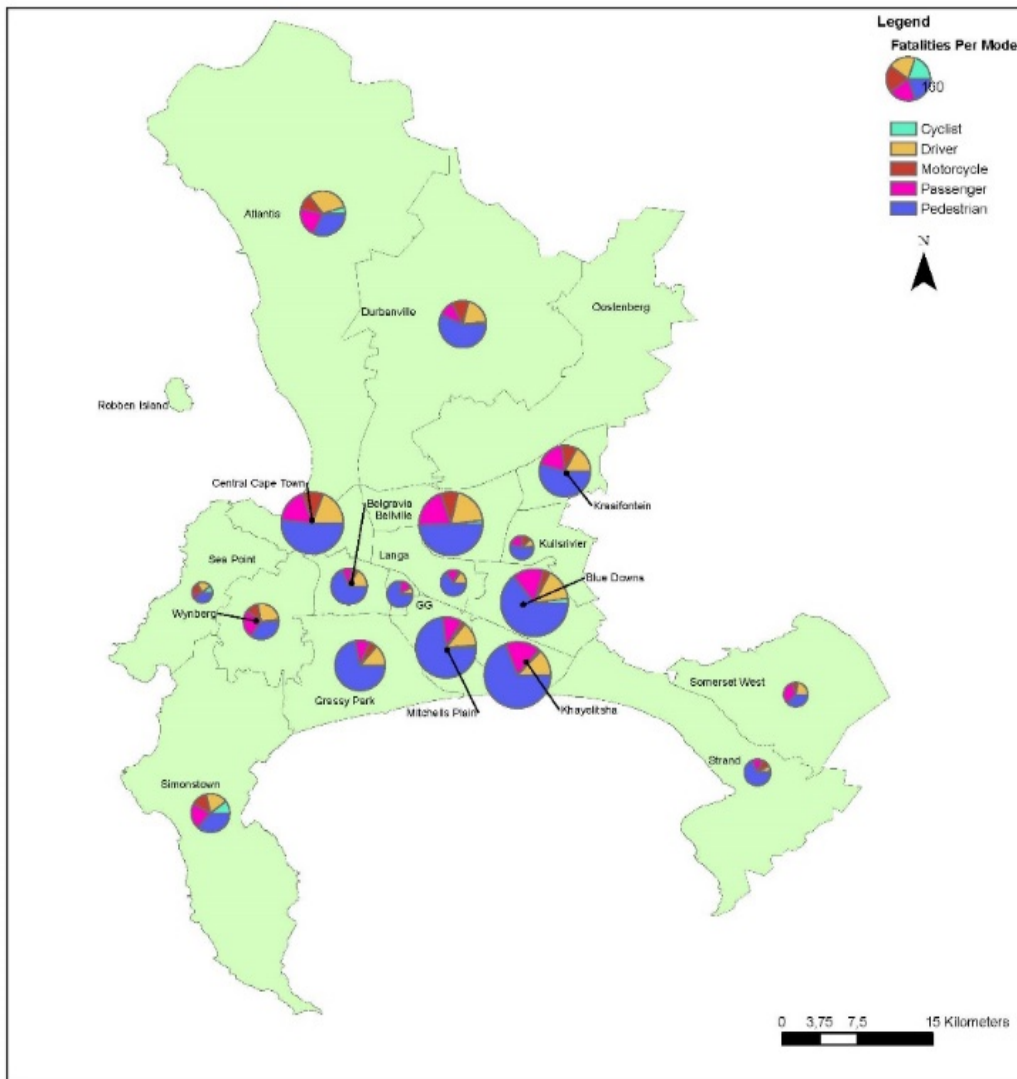 Legend
Fatalities Per Mode
160
Cyclist
Driver
Motorcycle
Passenger
Pedestrian
N
Atlantis
Durbanville
Oostenberg
Robben Island
Central Cape Town
Belgravia
Bellville
Kraaifontein
Sea Point
Langa
Kuilsrivier
Blue Downs
Wynberg
GG
Grassy Park
Mitchells Plain
Khayelitsha
Somerset West
Strand
Simonstown
0 3,75 7,5 15 Kilometers